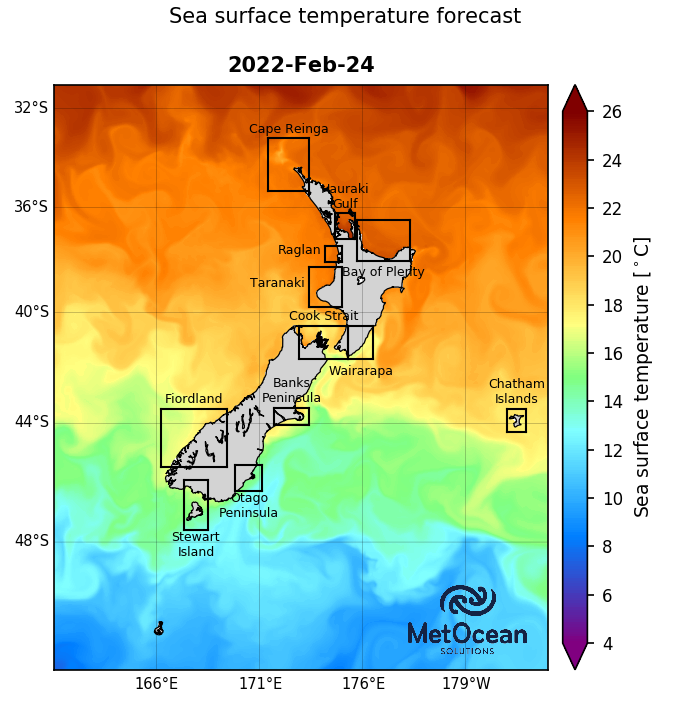 Sea surface temperature forecast
2022-Feb-24
32°S
36°S
40°S
44°S
48°S
Cape Reinga
Hauraki
Gulf
Raglan
Bay of Plenty
Taranaki
Cook Strait
Wairarapa
Banks
Peninsula
Fiordland
Chatham
Islands
Otago
Peninsula
Stewart
Island
MetOcean
SOLUTIONS
166°E
171°E
176°E
179°W
26
24
22
20
18
16
14
12
10
8
6
4
Sea surface temperature [°C]